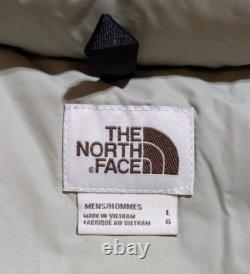 THE
NORTH
FACE
®
MENS/HOMMES
MADE IN VIETNAM
FABRIQUÉ AU VIETNAM
L
G